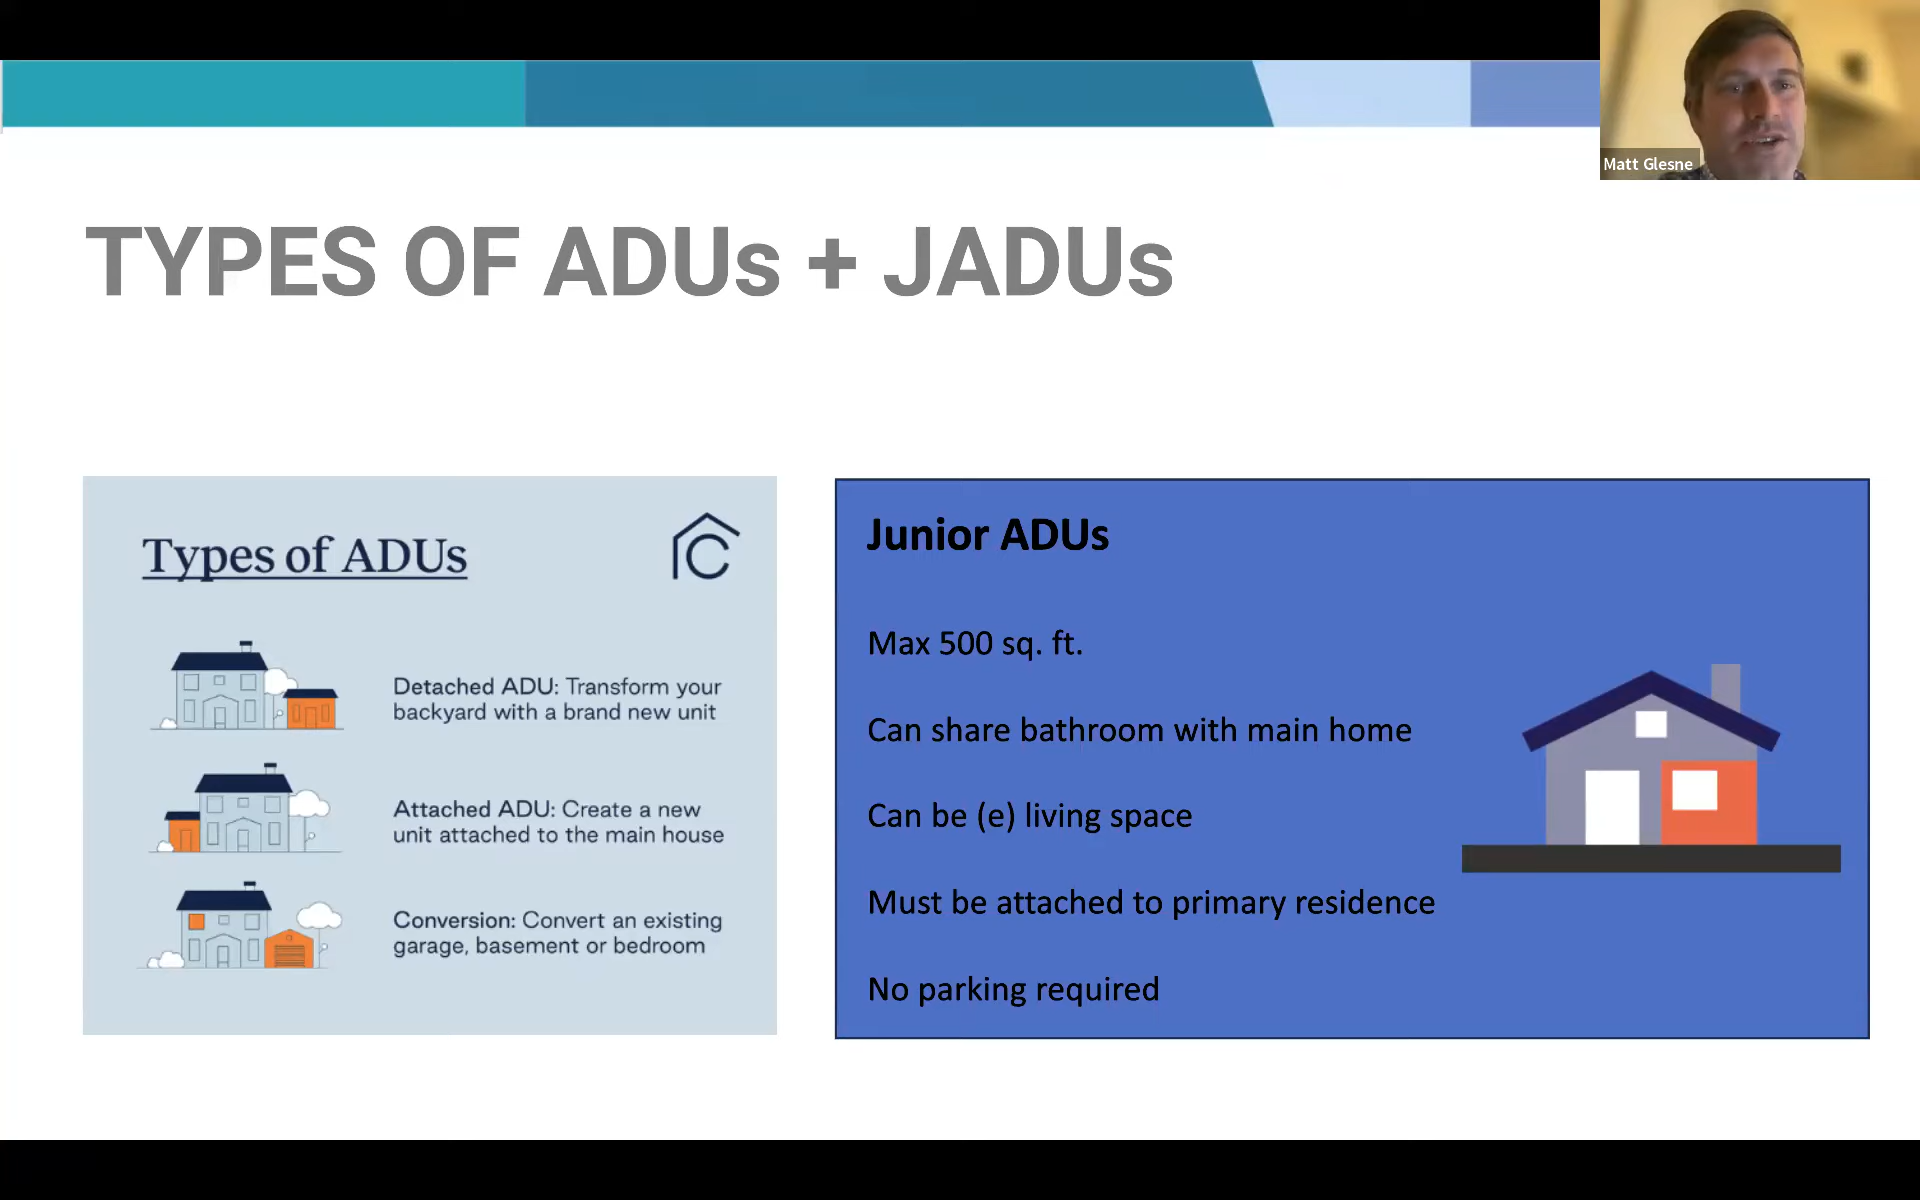 Matt Glesne
TYPES OF ADUs + JADUs
Types of ADUs
Detached ADU: Transform your
backyard with a brand new unit
Attached ADU: Create a new
unit attached to the main house
Conversion: Convert an existing
garage, basement or bedroom
Junior ADUs
Max 500 sq. ft.
Can share bathroom with main home
Can be (e) living space
Must be attached to primary residence
No parking required